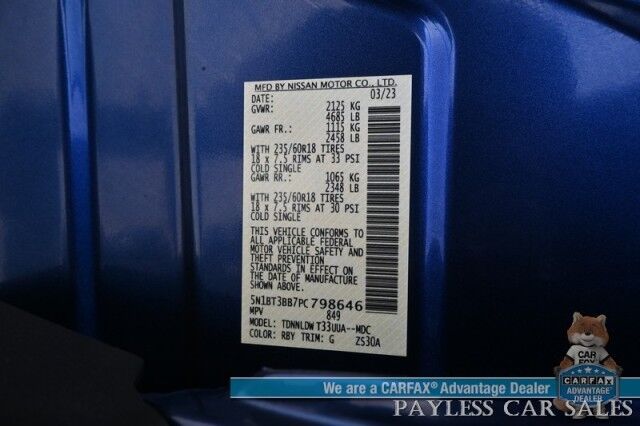 MFD BY NISSAN MOTOR CO., LTD.
DATE: 03/23
GVWR: 2125 KG
4685 LB
GAWR FR.: 1115 KG
2458 LB
WITH 235/60R18 TIRES
18 x 7.5 RIMS AT 33 PSI
COLD SINGLE
GAWR RR.: 1065 KG
2348 LB
WITH 235/60R18 TIRES
18 x 7.5 RIMS AT 30 PSI
COLD SINGLE
THIS VEHICLE CONFORMS TO
ALL APPLICABLE FEDERAL
MOTOR VEHICLE SAFETY AND
THEFT PREVENTION
STANDARDS IN EFFECT ON
THE DATE OF MANUFACTURE
SHOWN ABOVE.
5N1BT3BB7PC798646
MPV 849
MODEL: TDNNLDW T33UUA--MDC
COLOR: RBY TRIM: G ZS30A
CAR
FOX
CARFAX
ADVANTAGE
DEALER
We are a CARFAX® Advantage Dealer
PAYLESS CAR SALES